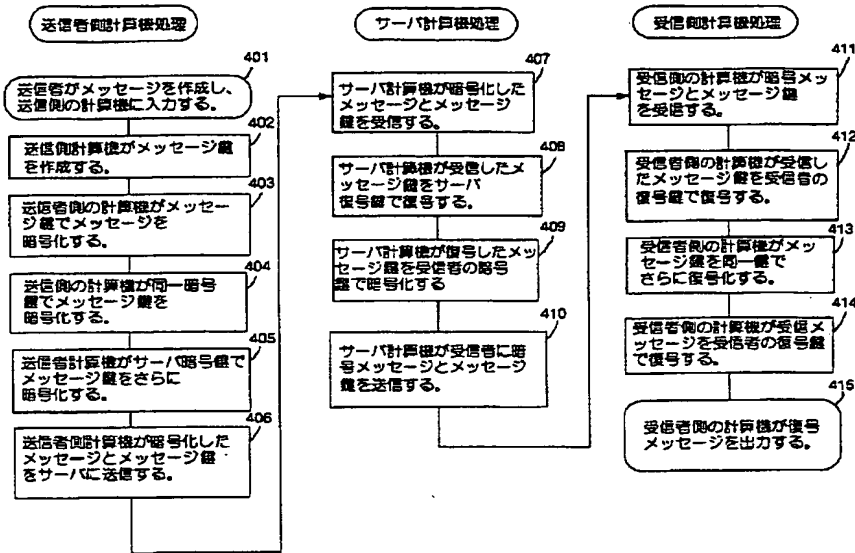 送信者側計算機処理
401
送信者がメッセージを作成し、
送信側の計算機に入力する。
402
送信側計算機がメッセージ鍵
を作成する。
403
送信者側の計算機がメッセー
ジ鍵でメッセージを
暗号化する。
404
送信側の計算機が同一暗号
鍵でメッセージ鍵を
暗号化する。
405
送信者計算機がサーバ暗号鍵で
メッセージ鍵をさらに
暗号化する。
406
送信者側計算機が暗号化した
メッセージとメッセージ鍵
をサーバに送信する。
サーバ計算機処理
407
サーバ計算機が暗号化した
メッセージとメッセージ
鍵を受信する。
408
サーバ計算機が受信したメ
ッセージ鍵をサーバ
復号鍵で復号する。
409
サーバ計算機が復号したメッ
セージ鍵を受信者の暗号
鍵で暗号化する
410
サーバ計算機が受信者に暗
号メッセージとメッセージ
鍵を送信する。
受信側計算機処理
411
受信側の計算機が暗号メッ
セージとメッセージ鍵
を受信する。
412
受信者側の計算機が受信し
たメッセージ鍵を受信者の
復号鍵で復号する。
413
受信者側の計算機がメッ
セージ鍵を同一鍵で
さらに復号化する。
414
受信者側の計算機が受信メ
ッセージを受信者の復号鍵
で復号する。
415
受信者側の計算機が復号
メッセージを出力する。